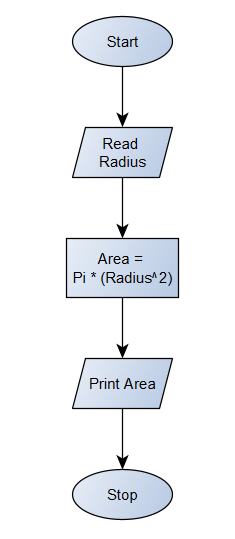 Start
Read
Radius
Area =
Pi * (Radius^2)
Print Area
Stop